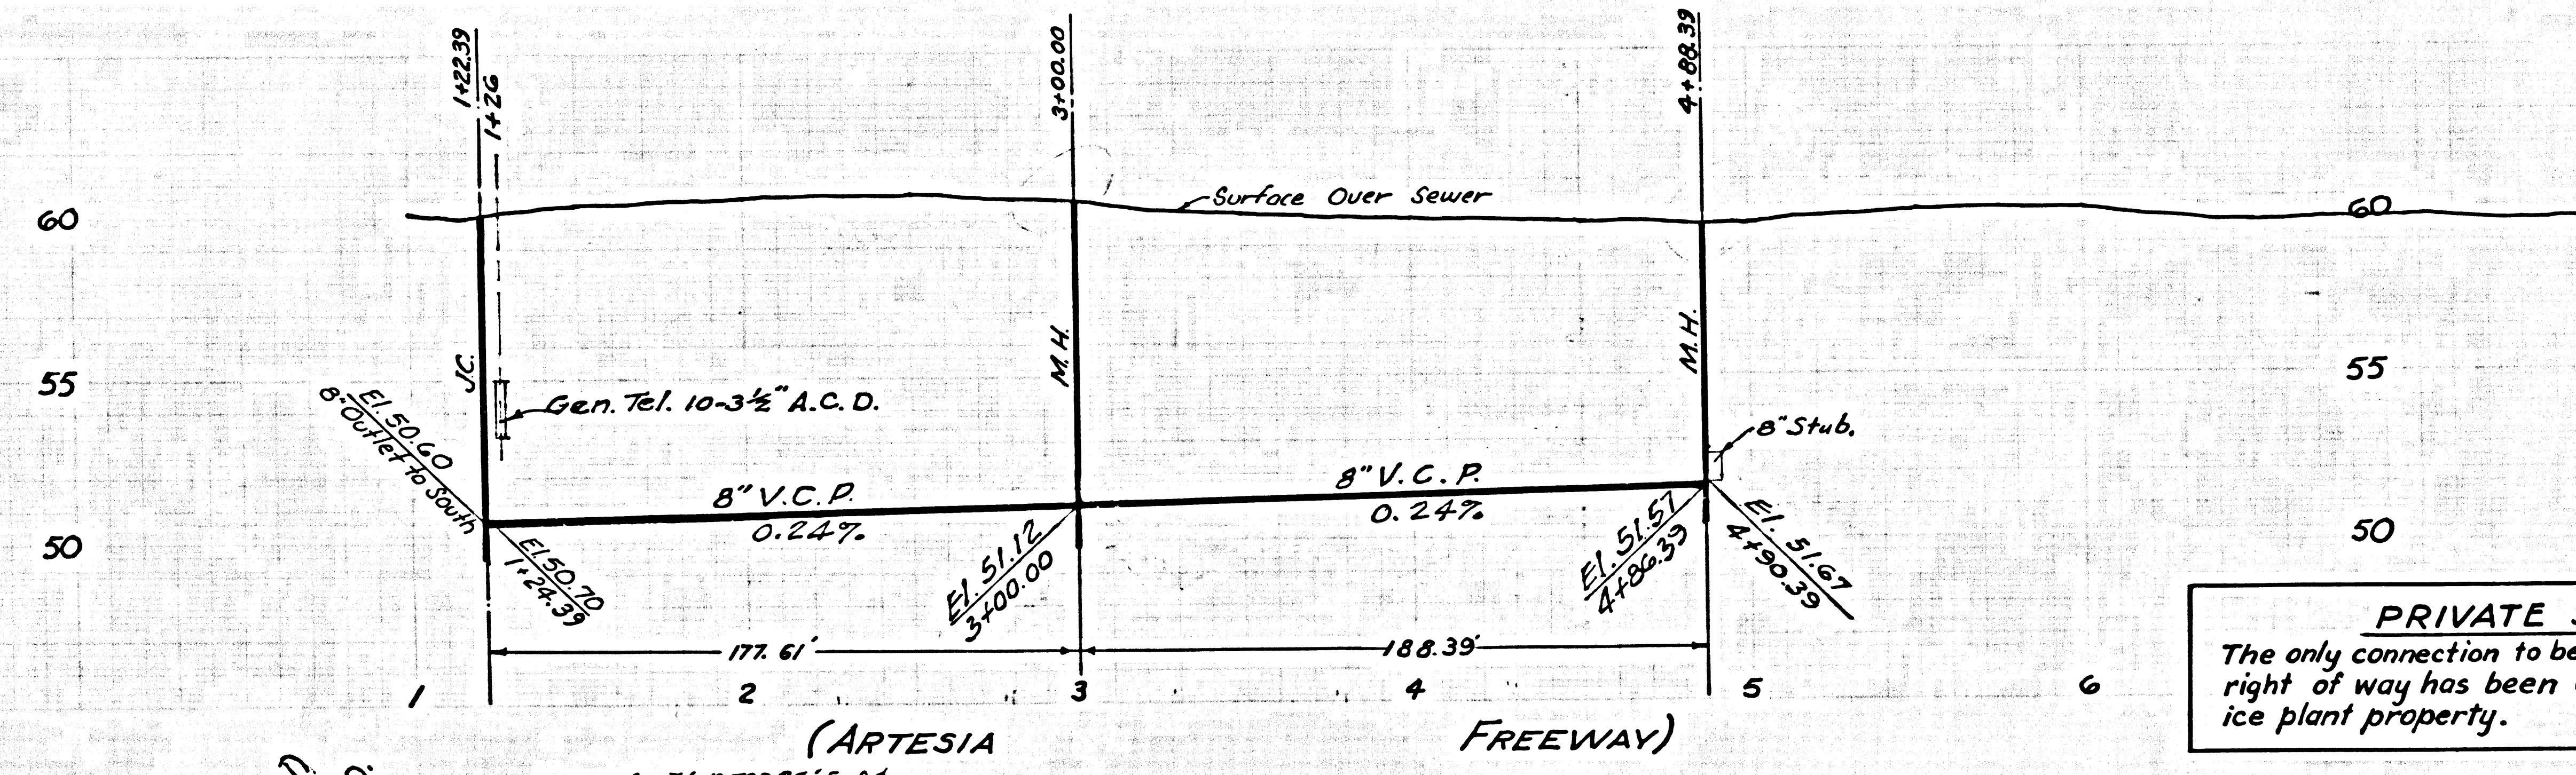 1+22.39
1+26
3+00.00
4+88.39
60
Surface Over Sewer
60
55
J.C.
M.H.
M.H.
55
Gen. Tel. 10-3½" A.C.D.
El. 50.60
8" Outlet to South
8" Stub.
8" V.C.P.
0.24%
8" V.C.P.
0.24%
50
50
El. 50.70
1+24.39
El. 51.12
3+00.00
El. 51.57
4+86.39
El. 51.67
4+90.39
177.61'
188.39'
1 2 3 4 5 6
(ARTESIA FREEWAY)
PRIVATE
The only connection to be
right of way has been
ice plant property.